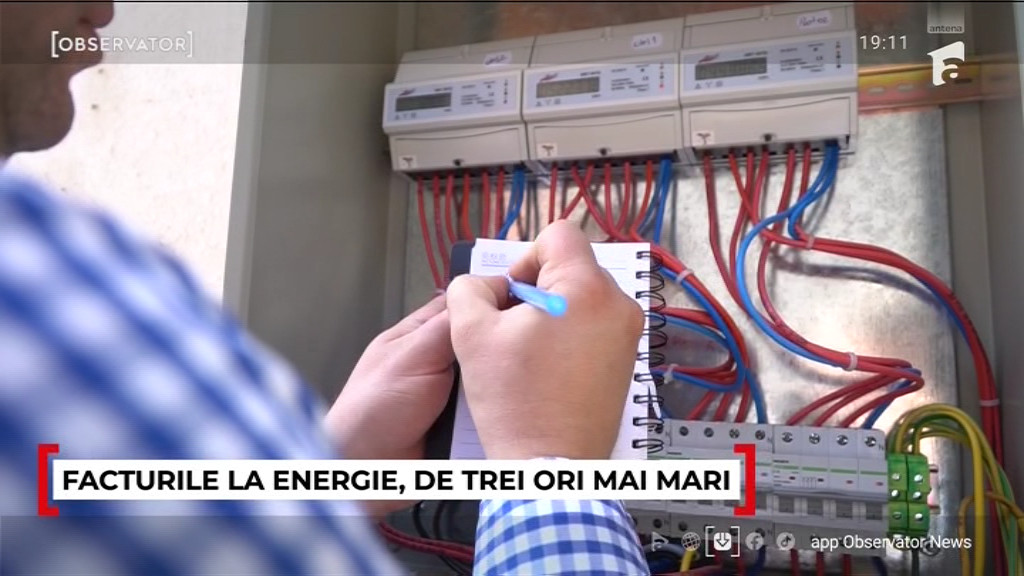 [OBSERVATOR]
19:11
antena
a
FACTURILE LA ENERGIE, DE TREI ORI MAI MARI
app Observator News